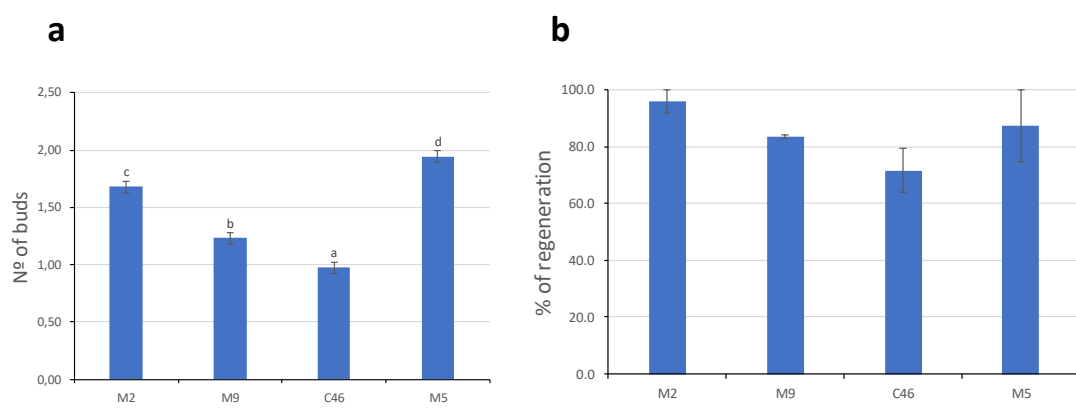 a
Nº of buds
2,50
2,00
1,50
1,00
0,50
0,00
c
b
a
d
M2 M9 C46 M5
b
% of regeneration
100.0
80.0
60.0
40.0
20.0
0.0
M2 M9 C46 M5